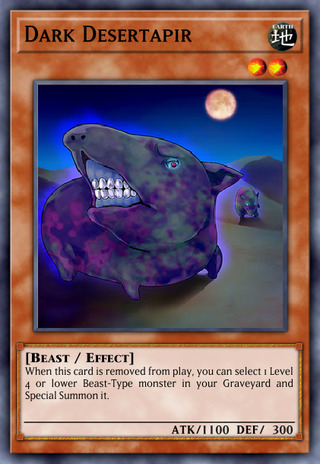 Dark Desertapir
EARTH
地
[Beast / Effect]
When this card is removed from play, you can select 1 Level
4 or lower Beast-Type monster in your Graveyard and
Special Summon it.
ATK/1100 DEF/ 300